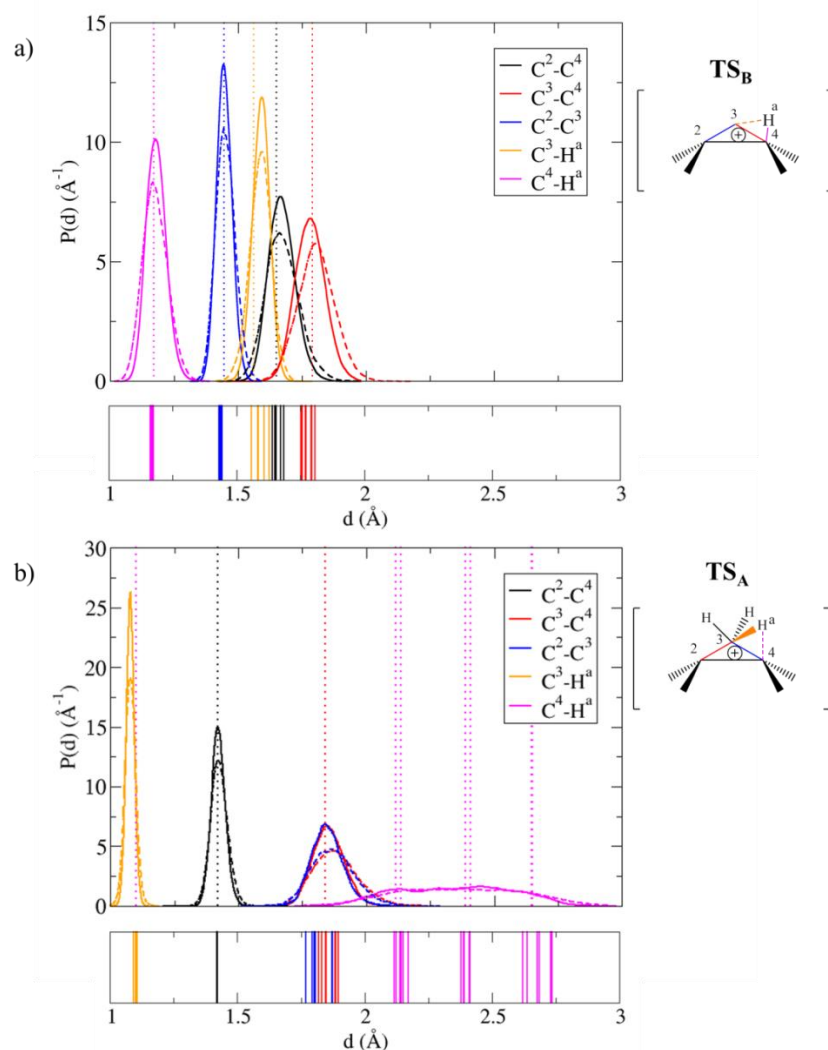 a)
P(d) (Å⁻¹)
15
10
5
0
C²-C⁴
C³-C⁴
C²-C³
C³-Hᵃ
C⁴-Hᵃ
TS_B
2
3
Hᵃ
4
+
1
1.5
2
2.5
3
d (Å)
b)
P(d) (Å⁻¹)
30
25
20
15
10
5
0
C²-C⁴
C³-C⁴
C²-C³
C³-Hᵃ
C⁴-Hᵃ
TS_A
H
H
Hᵃ
3
2
4
+
1
1.5
2
2.5
3
d (Å)